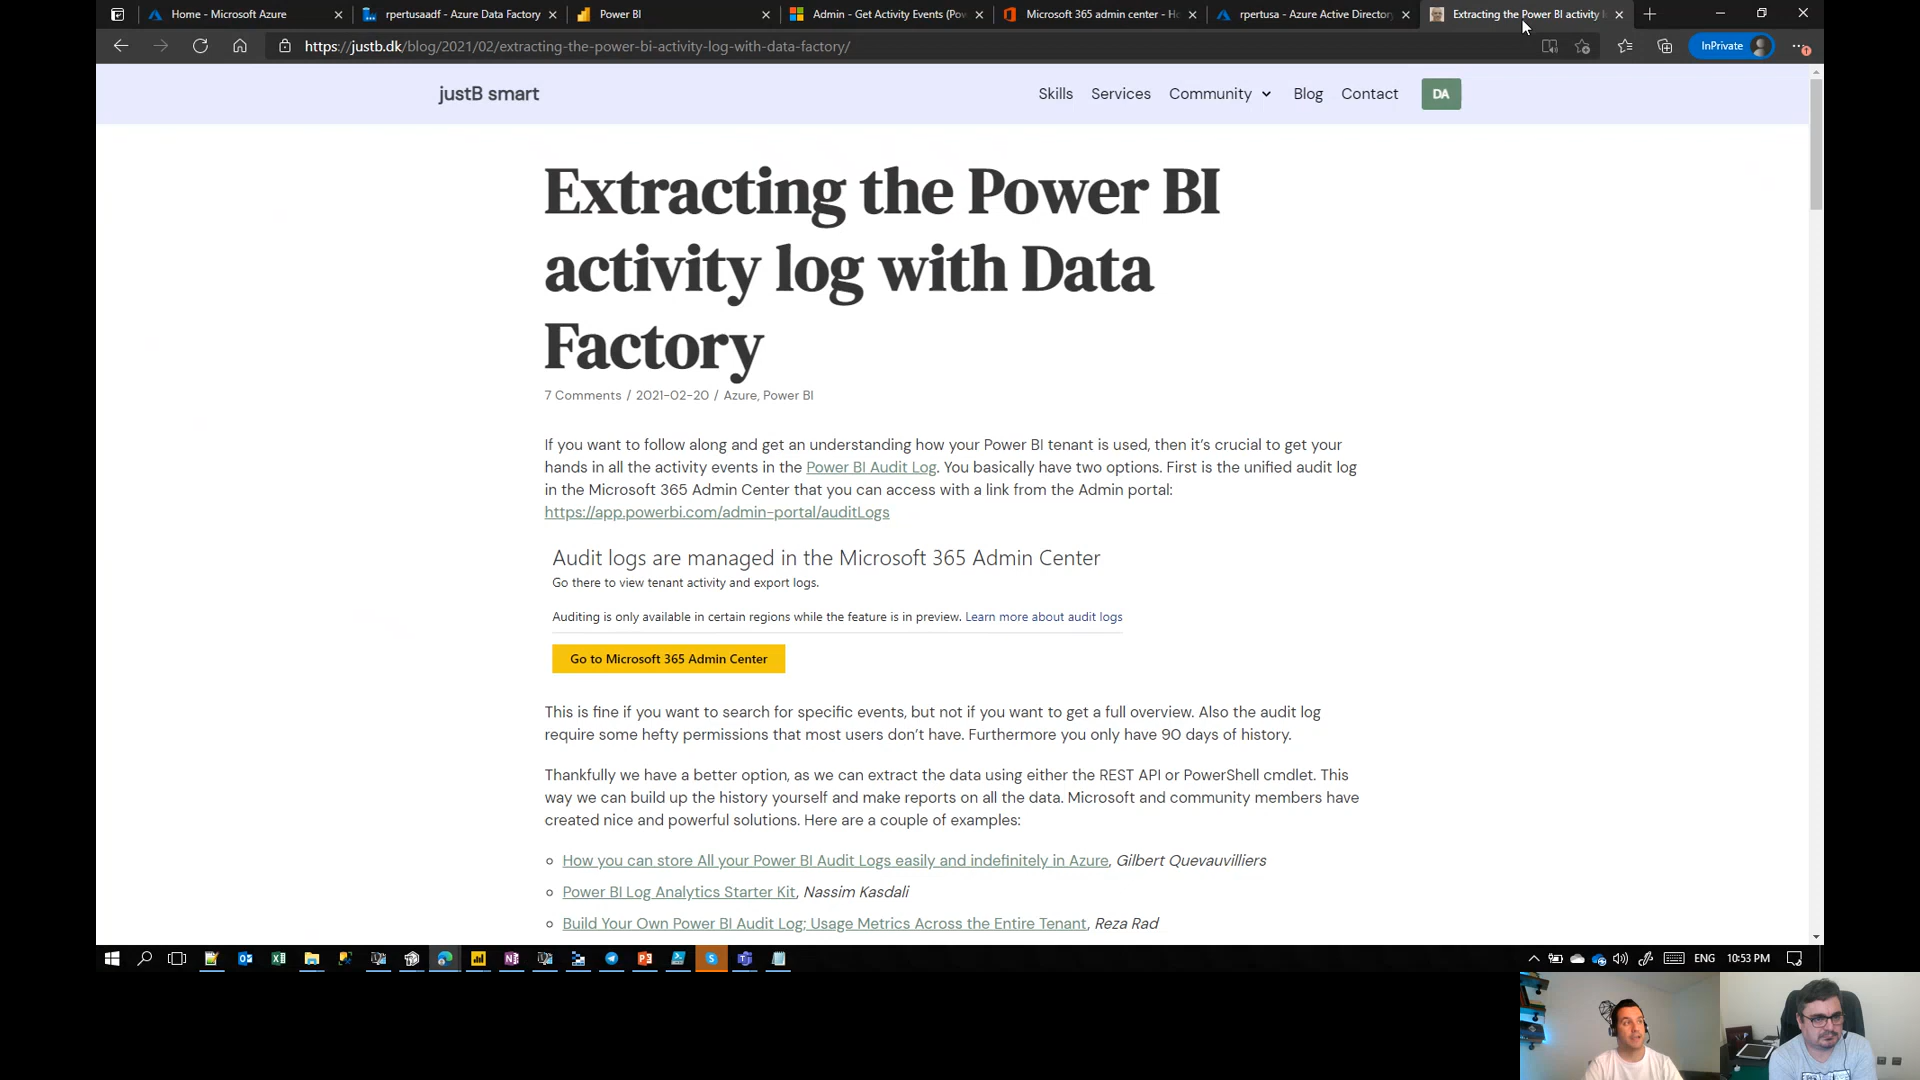 Home - Microsoft Azure
rpertusaadf - Azure Data Factory
Power BI
Admin - Get Activity Events (Pow
Microsoft 365 admin center - Ho
rpertusa - Azure Active Directory
Extracting the Power BI activity l
https://justb.dk/blog/2021/02/extracting-the-power-bi-activity-log-with-data-factory/
InPrivate
justB smart
Skills
Services
Community
Blog
Contact
DA
Extracting the Power BI
activity log with Data
Factory
7 Comments / 2021-02-20 / Azure, Power BI
If you want to follow along and get an understanding how your Power BI tenant is used, then it's crucial to get your
hands in all the activity events in the Power BI Audit Log. You basically have two options. First is the unified audit log
in the Microsoft 365 Admin Center that you can access with a link from the Admin portal:
https://app.powerbi.com/admin-portal/auditLogs
Audit logs are managed in the Microsoft 365 Admin Center
Go there to view tenant activity and export logs.
Auditing is only available in certain regions while the feature is in preview. Learn more about audit logs
Go to Microsoft 365 Admin Center
This is fine if you want to search for specific events, but not if you want to get a full overview. Also the audit log
require some hefty permissions that most users don't have. Furthermore you only have 90 days of history.
Thankfully we have a better option, as we can extract the data using either the REST API or PowerShell cmdlet. This
way we can build up the history yourself and make reports on all the data. Microsoft and community members have
created nice and powerful solutions. Here are a couple of examples:
How you can store All your Power BI Audit Logs easily and indefinitely in Azure, Gilbert Quevauvilliers
Power BI Log Analytics Starter Kit, Nassim Kasdali
Build Your Own Power BI Audit Log; Usage Metrics Across the Entire Tenant, Reza Rad
ENG
10:53 PM